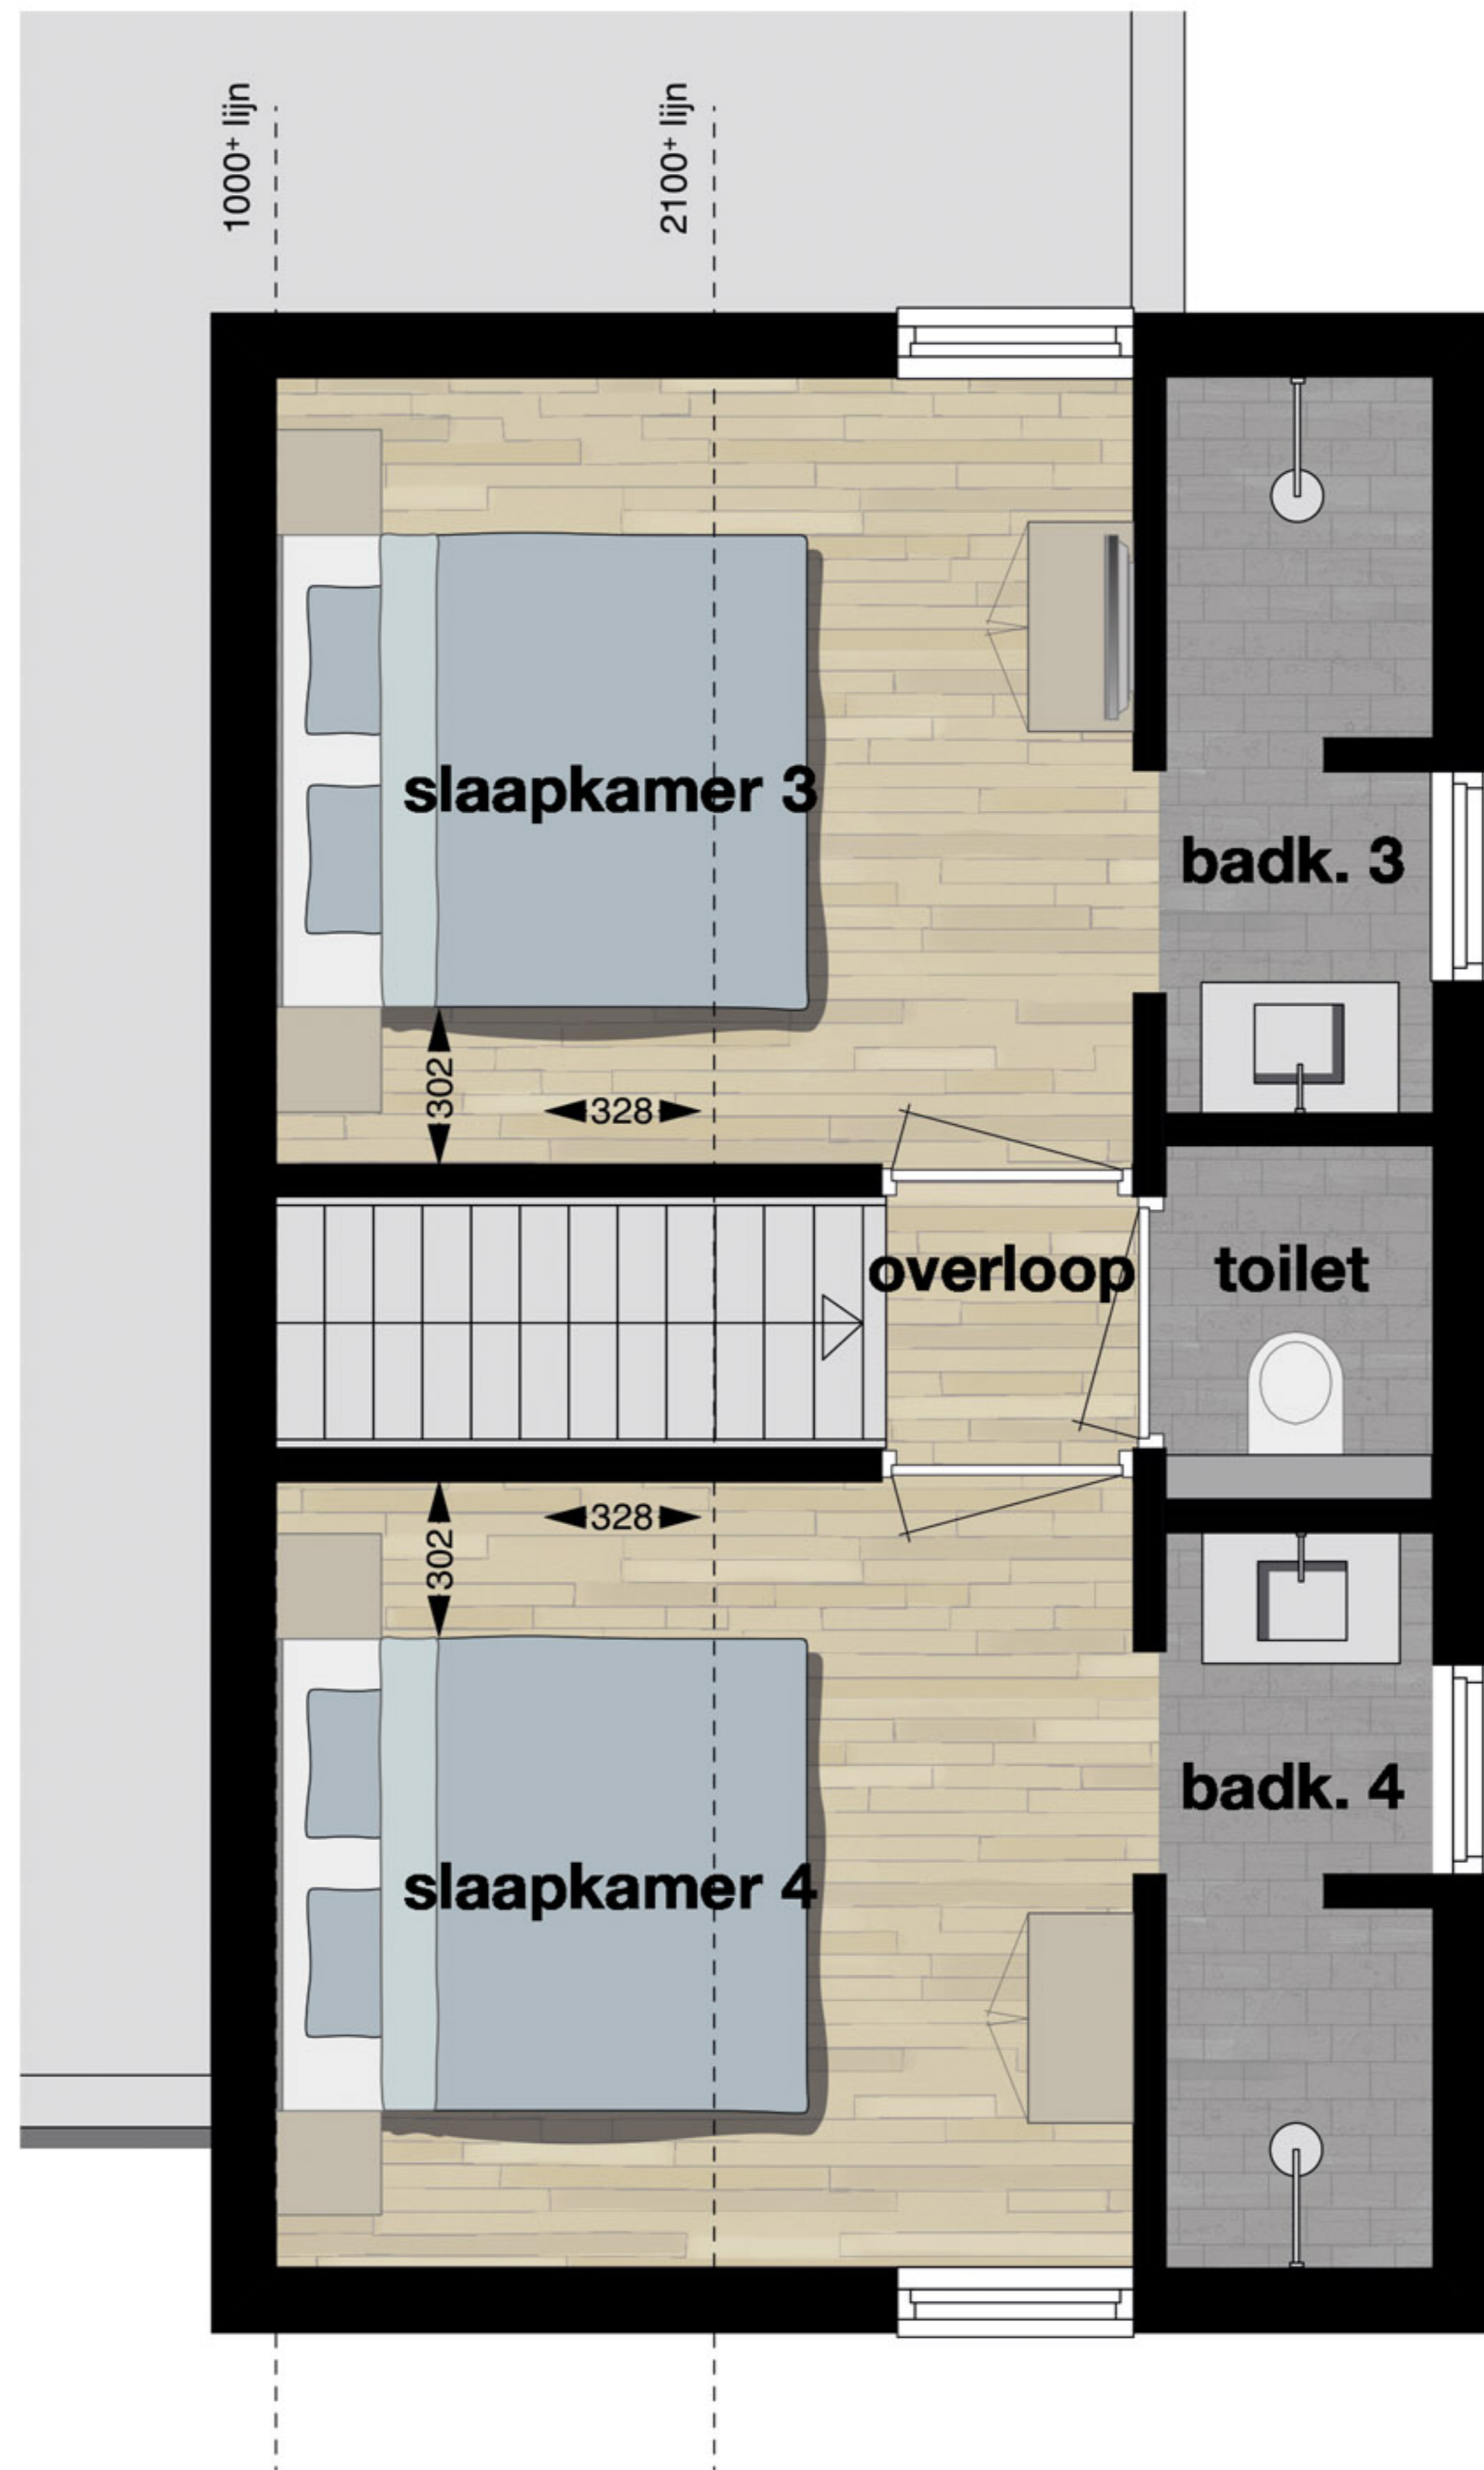 1000+ lijn
2100+ lijn
slaapkamer 3
badk. 3
302
328
overloop
toilet
328
302
badk. 4
slaapkamer 4